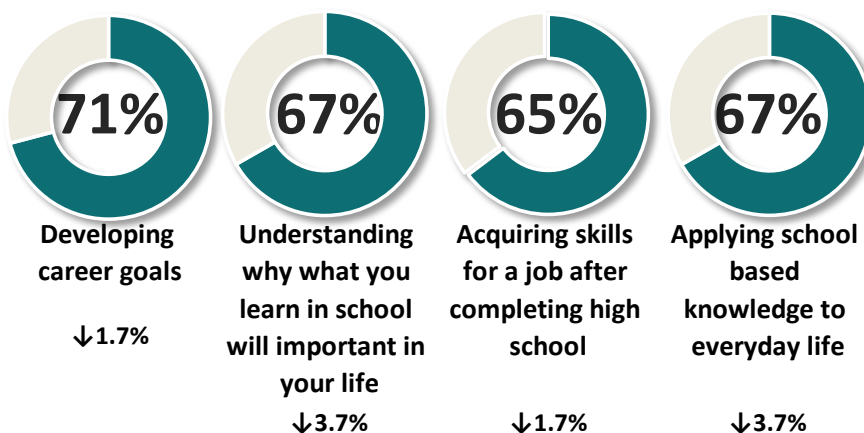 71%
Developing
career goals
↓1.7%
67%
Understanding
why what you
learn in school
will important in
your life
↓3.7%
65%
Acquiring skills
for a job after
completing high
school
↓1.7%
67%
Applying school
based
knowledge to
everyday life
↓3.7%